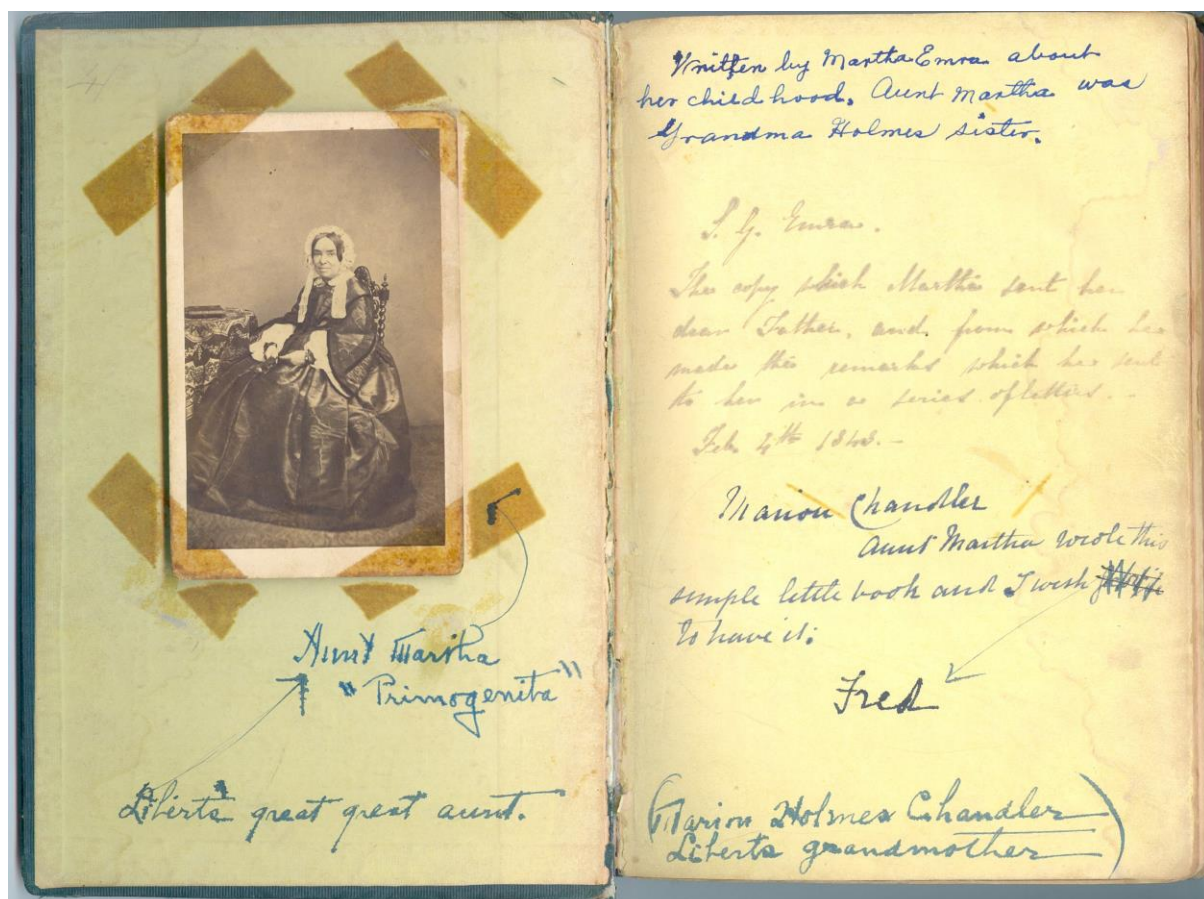 Aunt Martha
"Primogenita"
Liberts great great aunt.
Written by Martha Emra about
her childhood. Aunt Martha was
Grandma Holmes sister.
S. G. Emra.
The copy which Martha sent her
dear Father, and from which he
made the remarks which he sent
to her in a series of letters. -
Feb. 4th
Marion Chandler
Aunt Martha wrote this
simple little book and I wish
to have it.
Fred
(Marion Holmes Chandler
Liberts grandmother)